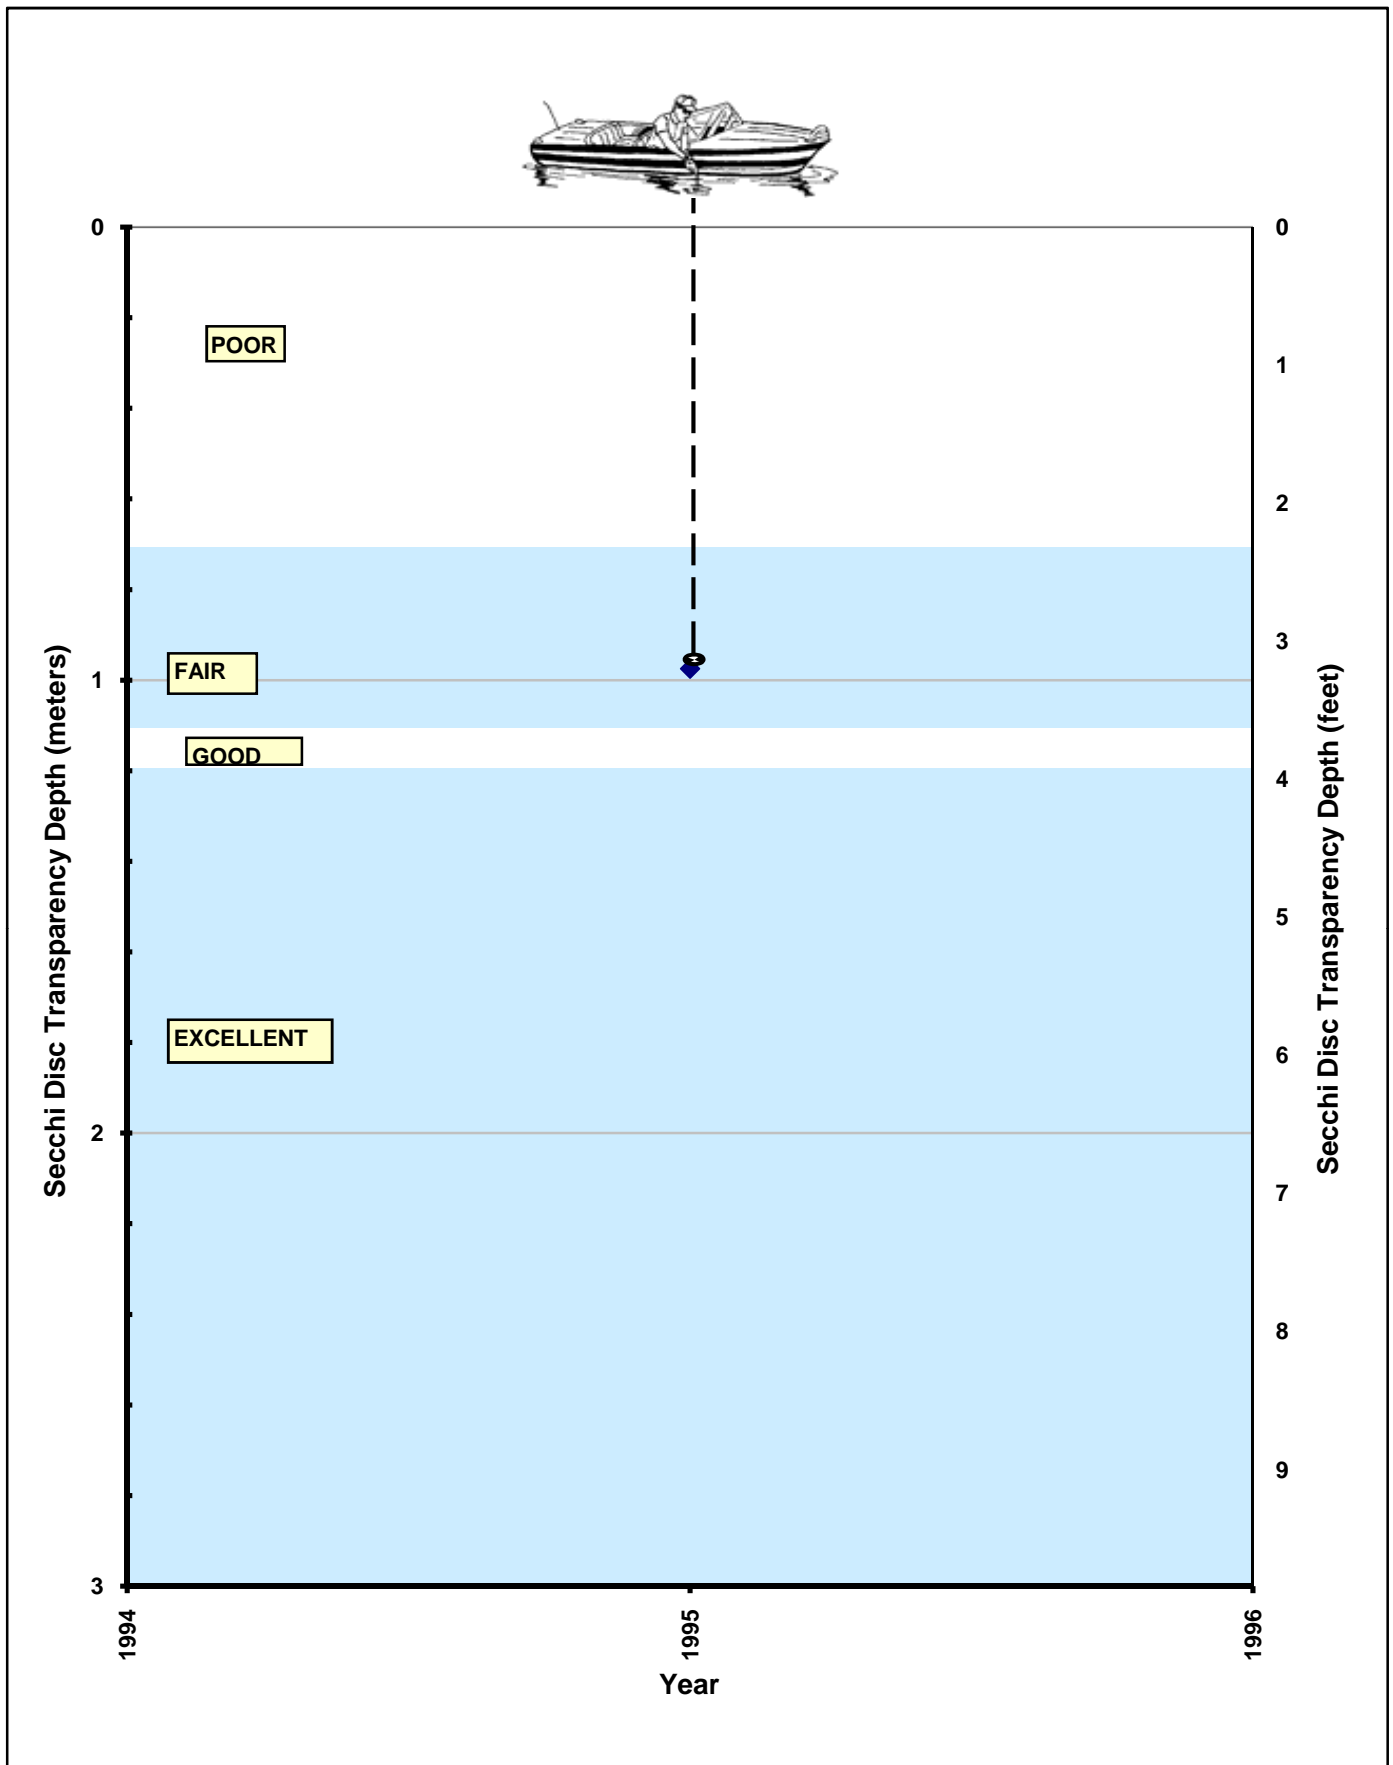 0
0
POOR
1
2
3
FAIR
1
GOOD
4
5
EXCELLENT
6
2
7
8
9
3
Secchi Disc Transparency Depth (meters)
Secchi Disc Transparency Depth (feet)
1994
1995
1996
Year